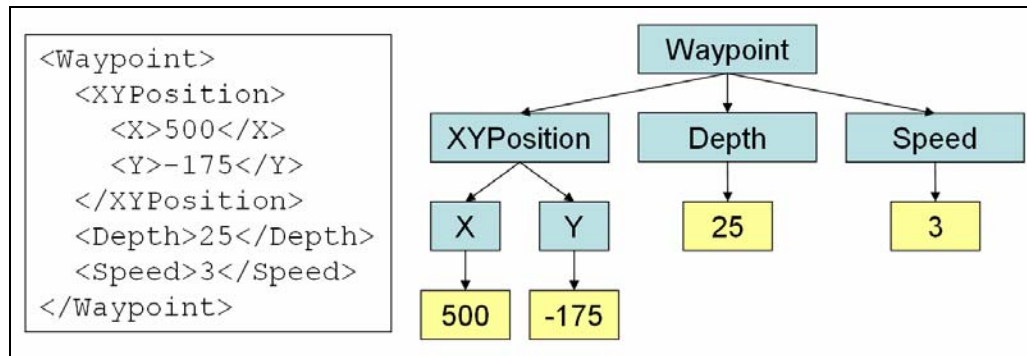 <Waypoint>
<XYPosition>
<X>500</X>
<Y>-175</Y>
</XYPosition>
<Depth>25</Depth>
<Speed>3</Speed>
</Waypoint>
Waypoint
XYPosition Depth Speed
X Y 25 3
500 -175